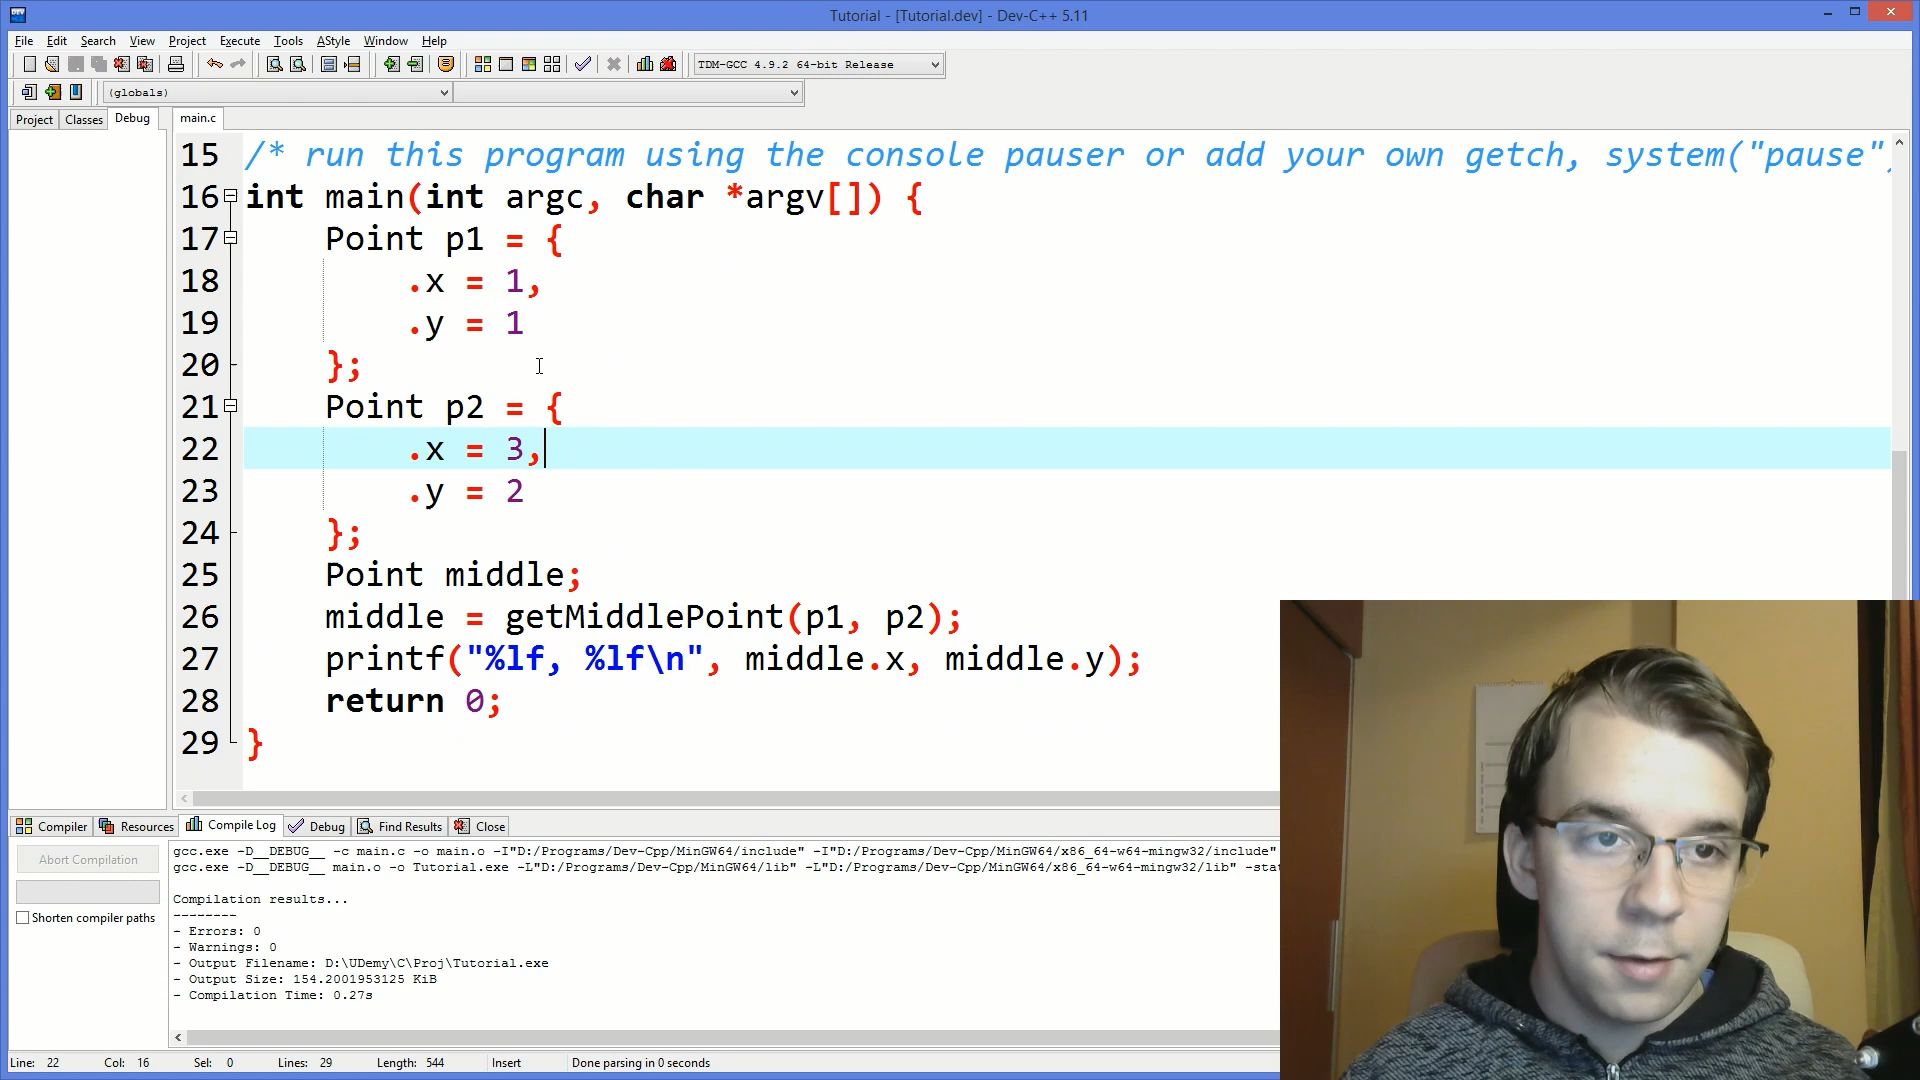 Tutorial - [Tutorial.dev] - Dev-C++ 5.11
File Edit Search View Project Execute Tools AStyle Window Help
TDM-GCC 4.9.2 64-bit Release
(globals)
Project Classes Debug
main.c
15 /* run this program using the console pauser or add your own getch, system("pause")
16 int main(int argc, char *argv[]) {
17 Point p1 = {
18 .x = 1,
19 .y = 1
20 };
21 Point p2 = {
22 .x = 3,
23 .y = 2
24 };
25 Point middle;
26 middle = getMiddlePoint(p1, p2);
27 printf("%lf, %lf\n", middle.x, middle.y);
28 return 0;
29 }
Compiler Resources Compile Log Debug Find Results Close
Abort Compilation
Shorten compiler paths
gcc.exe -D__DEBUG__ -c main.c -o main.o -I"D:/Programs/Dev-Cpp/MinGW64/include" -I"D:/Programs/Dev-Cpp/MinGW64/x86_64-w64-mingw32/include"
gcc.exe -D__DEBUG__ main.o -o Tutorial.exe -L"D:/Programs/Dev-Cpp/MinGW64/lib" -L"D:/Programs/Dev-Cpp/MinGW64/x86_64-w64-mingw32/lib" -stat
Compilation results...
--------
- Errors: 0
- Warnings: 0
- Output Filename: D:\UDemy\C\Proj\Tutorial.exe
- Output Size: 154.2001953125 KiB
- Compilation Time: 0.27s
Line: 22 Col: 16 Sel: 0 Lines: 29 Length: 544 Insert Done parsing in 0 seconds